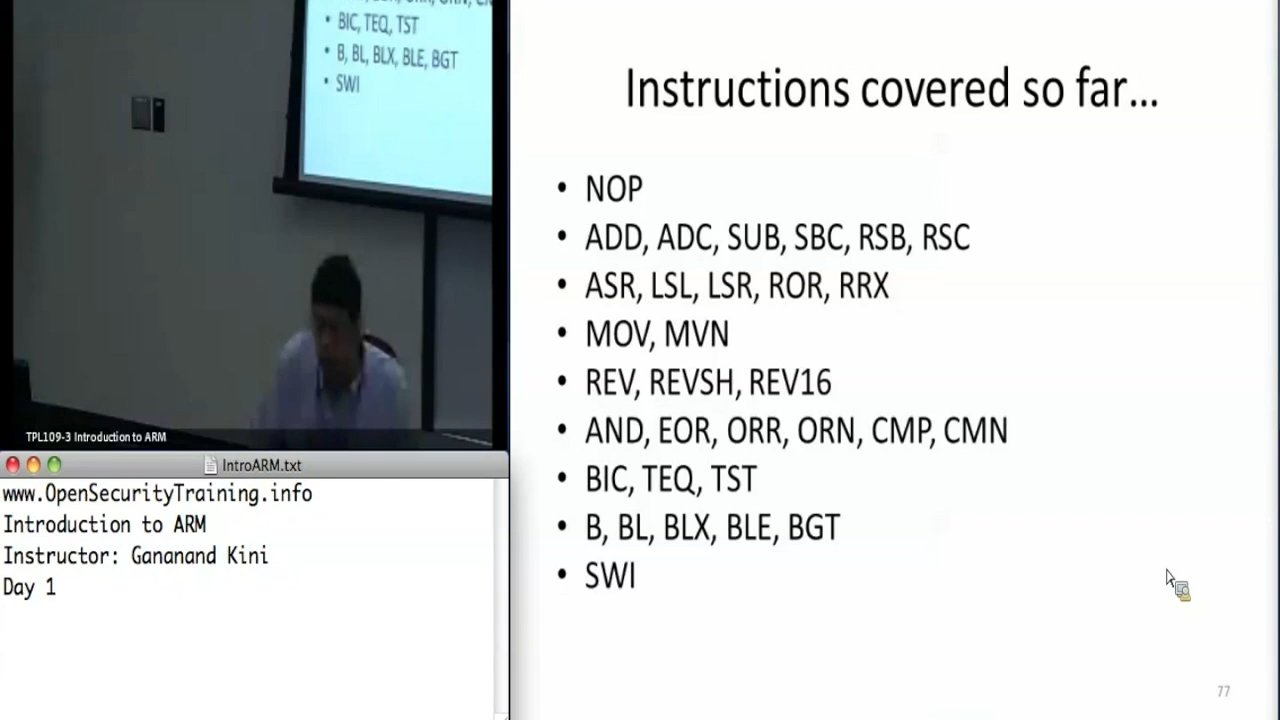 BIC, TEQ, TST
B, BL, BLX, BLE, BGT
SWI
TPL109-3 Introduction to ARM
IntroARM.txt
www.OpenSecurityTraining.info
Introduction to ARM
Instructor: Gananand Kini
Day 1
Instructions covered so far...
• NOP
• ADD, ADC, SUB, SBC, RSB, RSC
• ASR, LSL, LSR, ROR, RRX
• MOV, MVN
• REV, REVSH, REV16
• AND, EOR, ORR, ORN, CMP, CMN
• BIC, TEQ, TST
• B, BL, BLX, BLE, BGT
• SWI
77